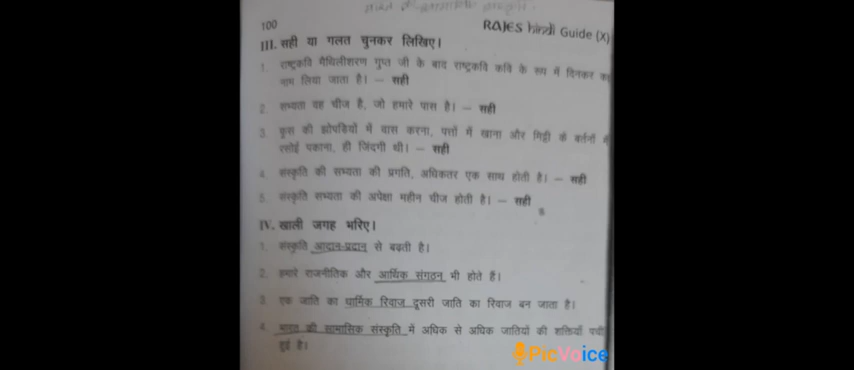 100
RAJES hindi Guide (X)
III. सही या गलत चुनकर लिखिए।
1. राष्ट्रकवि मैथिलीशरण गुप्त जी के बाद राष्ट्रकवि कवि के रूप में दिनकर का
नाम लिया जाता है। – सही
2. सभ्यता वह चीज है, जो हमारे पास है। – सही
3. फूस की झोपड़ियों में वास करना, पत्तों में खाना और मिट्टी के बर्तनों में
रसोई पकाना, ही जिंदगी थी। – सही
4. संस्कृति की सभ्यता की प्रगति, अधिकतर एक साथ होती है। – सही
5. संस्कृति सभ्यता की अपेक्षा महीन चीज होती है। – सही
IV. खाली जगह भरिए।
1. संस्कृति आदान-प्रदान से बढ़ती है।
2. हमारे राजनीतिक और आर्थिक संगठन भी होते हैं।
3 एक जाति का धार्मिक रिवाज दूसरी जाति का रिवाज बन जाता है।
4. भारत की सामासिक संस्कृति में अधिक से अधिक जातियों की शक्तियाँ पची
हुई है।
PicVoice